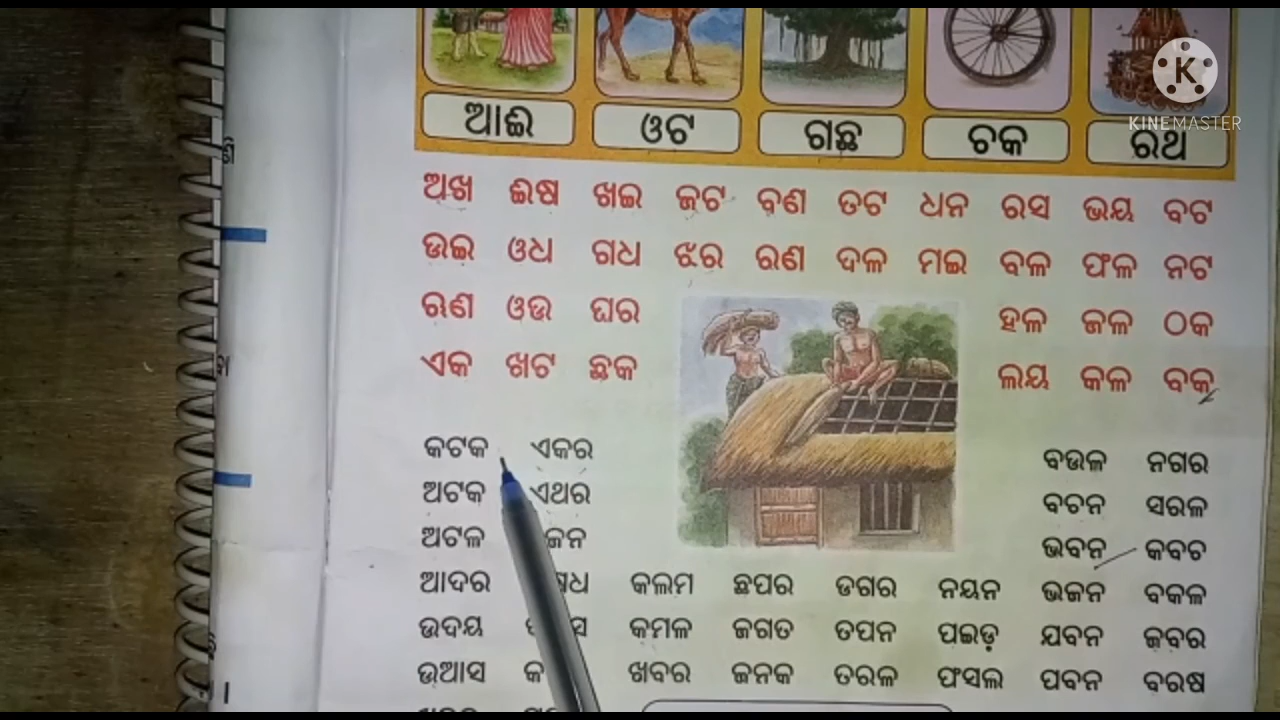 KINEMASTER
ଆଈ ଓଟ ଗଛ ଚକ ରଥ
ଅଖ ଈଷ ଖଇ ଜଟ ବଣ ତଟ ଧନ ରସ ଭୟ ବଟ
ଉଇ ଓଧ ଗଧ ଝର ରଣ ଦଳ ମଇ ବଳ ଫଳ ନଟ
ଋଣ ଓଉ ଘର ହଳ ଜଳ ଠକ
ଏକ ଖଟ ଛକ ଲୟ କଳ ବକ
କଟକ ଏକର ବଉଳ ନଗର
ଅଟକ ଏଥର ବଚନ ସରଳ
ଅଟଳ ଭବନ କବଚ
ଆଦର କଲମ ଛପର ଡଗର ନୟନ ଭଜନ ବକଳ
ଉଦୟ କମଳ ଜଗତ ତପନ ପଇଡ଼ ଯବନ ଜବର
ଉଆସ ଖବର ଜନକ ତରଳ ଫସଲ ପବନ ବରଷ